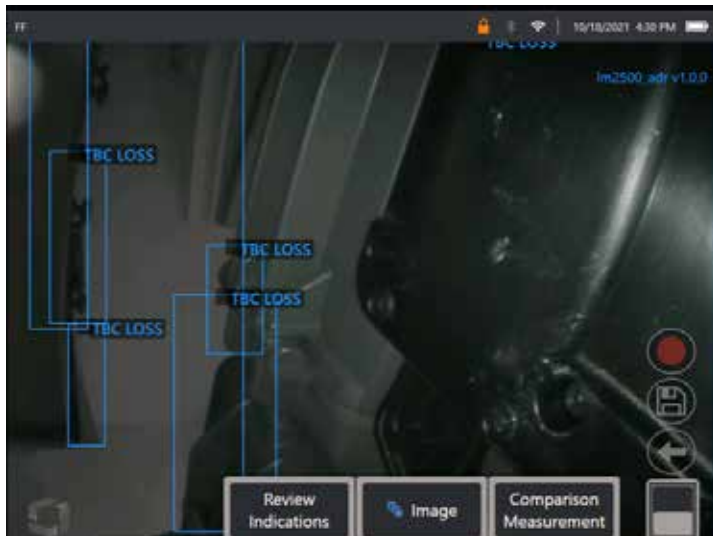 FF
10/18/2021 4:30 PM
TBC LOSS
lm2500_adr v1.0.0
TBC LOSS
TBC LOSS
TBC LOSS
TBC LOSS
Review
Indications
Image
Comparison
Measurement